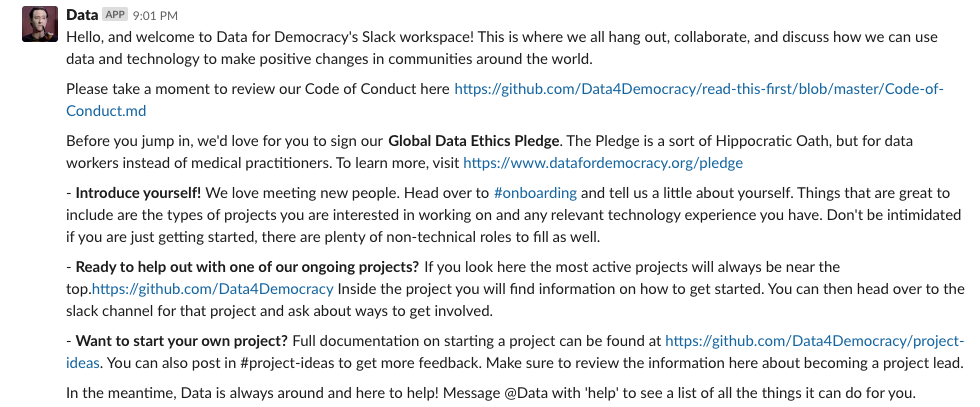 Data APP 9:01 PM
Hello, and welcome to Data for Democracy's Slack workspace! This is where we all hang out, collaborate, and discuss how we can use
data and technology to make positive changes in communities around the world.
Please take a moment to review our Code of Conduct here https://github.com/Data4Democracy/read-this-first/blob/master/Code-of-
Conduct.md
Before you jump in, we'd love for you to sign our Global Data Ethics Pledge. The Pledge is a sort of Hippocratic Oath, but for data
workers instead of medical practitioners. To learn more, visit https://www.datafordemocracy.org/pledge
- Introduce yourself! We love meeting new people. Head over to #onboarding and tell us a little about yourself. Things that are great to
include are the types of projects you are interested in working on and any relevant technology experience you have. Don't be intimidated
if you are just getting started, there are plenty of non-technical roles to fill as well.
- Ready to help out with one of our ongoing projects? If you look here the most active projects will always be near the
top.https://github.com/Data4Democracy Inside the project you will find information on how to get started. You can then head over to the
slack channel for that project and ask about ways to get involved.
- Want to start your own project? Full documentation on starting a project can be found at https://github.com/Data4Democracy/project-
ideas. You can also post in #project-ideas to get more feedback. Make sure to review the information here about becoming a project lead.
In the meantime, Data is always around and here to help! Message @Data with 'help' to see a list of all the things it can do for you.